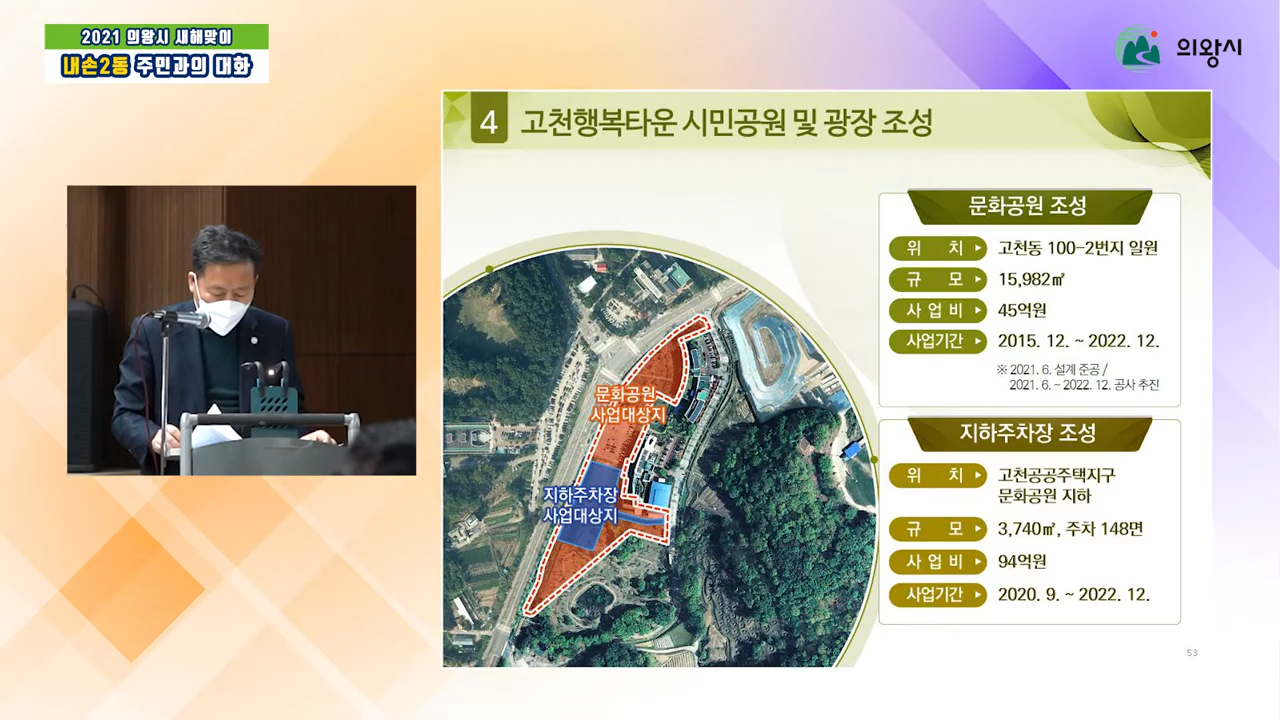 2021 의왕시 새해맞이
내손2동 주민과의 대화
의왕시
4 고천행복타운 시민공원 및 광장 조성
문화공원
사업대상지
지하주차장
사업대상지
문화공원 조성
위 치 고천동 100-2번지 일원
규 모 15,982㎡
사 업 비 45억원
사업기간 2015. 12. ~ 2022. 12.
※ 2021. 6. 설계 준공 /
2021. 6. ~ 2022. 12. 공사 추진
지하주차장 조성
위 치 고천공공주택지구
문화공원 지하
규 모 3,740㎡, 주차 148면
사 업 비 94억원
사업기간 2020. 9. ~ 2022. 12.
53